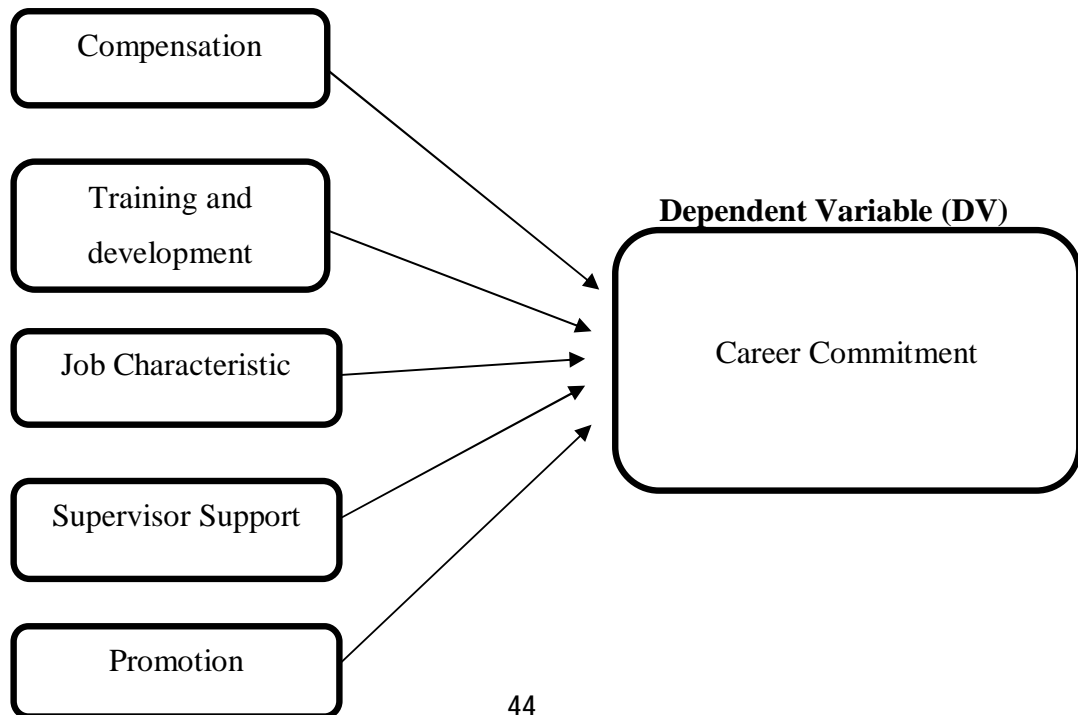 Compensation
Training and
development
Job Characteristic
Supervisor Support
Promotion
Dependent Variable (DV)
Career Commitment
44